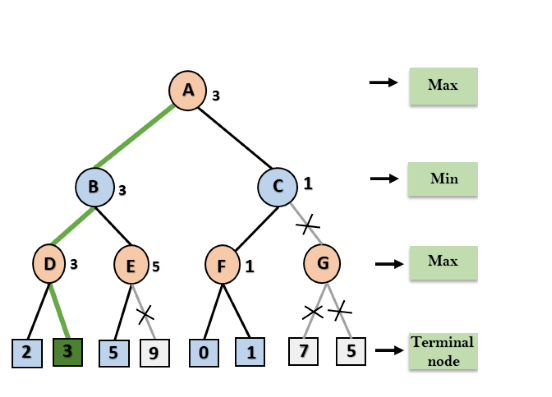 A 3 Max
B 3 C 1 Min
D 3 E 5 F 1 G Max
2 3 5 9 0 1 7 5 Terminal
node